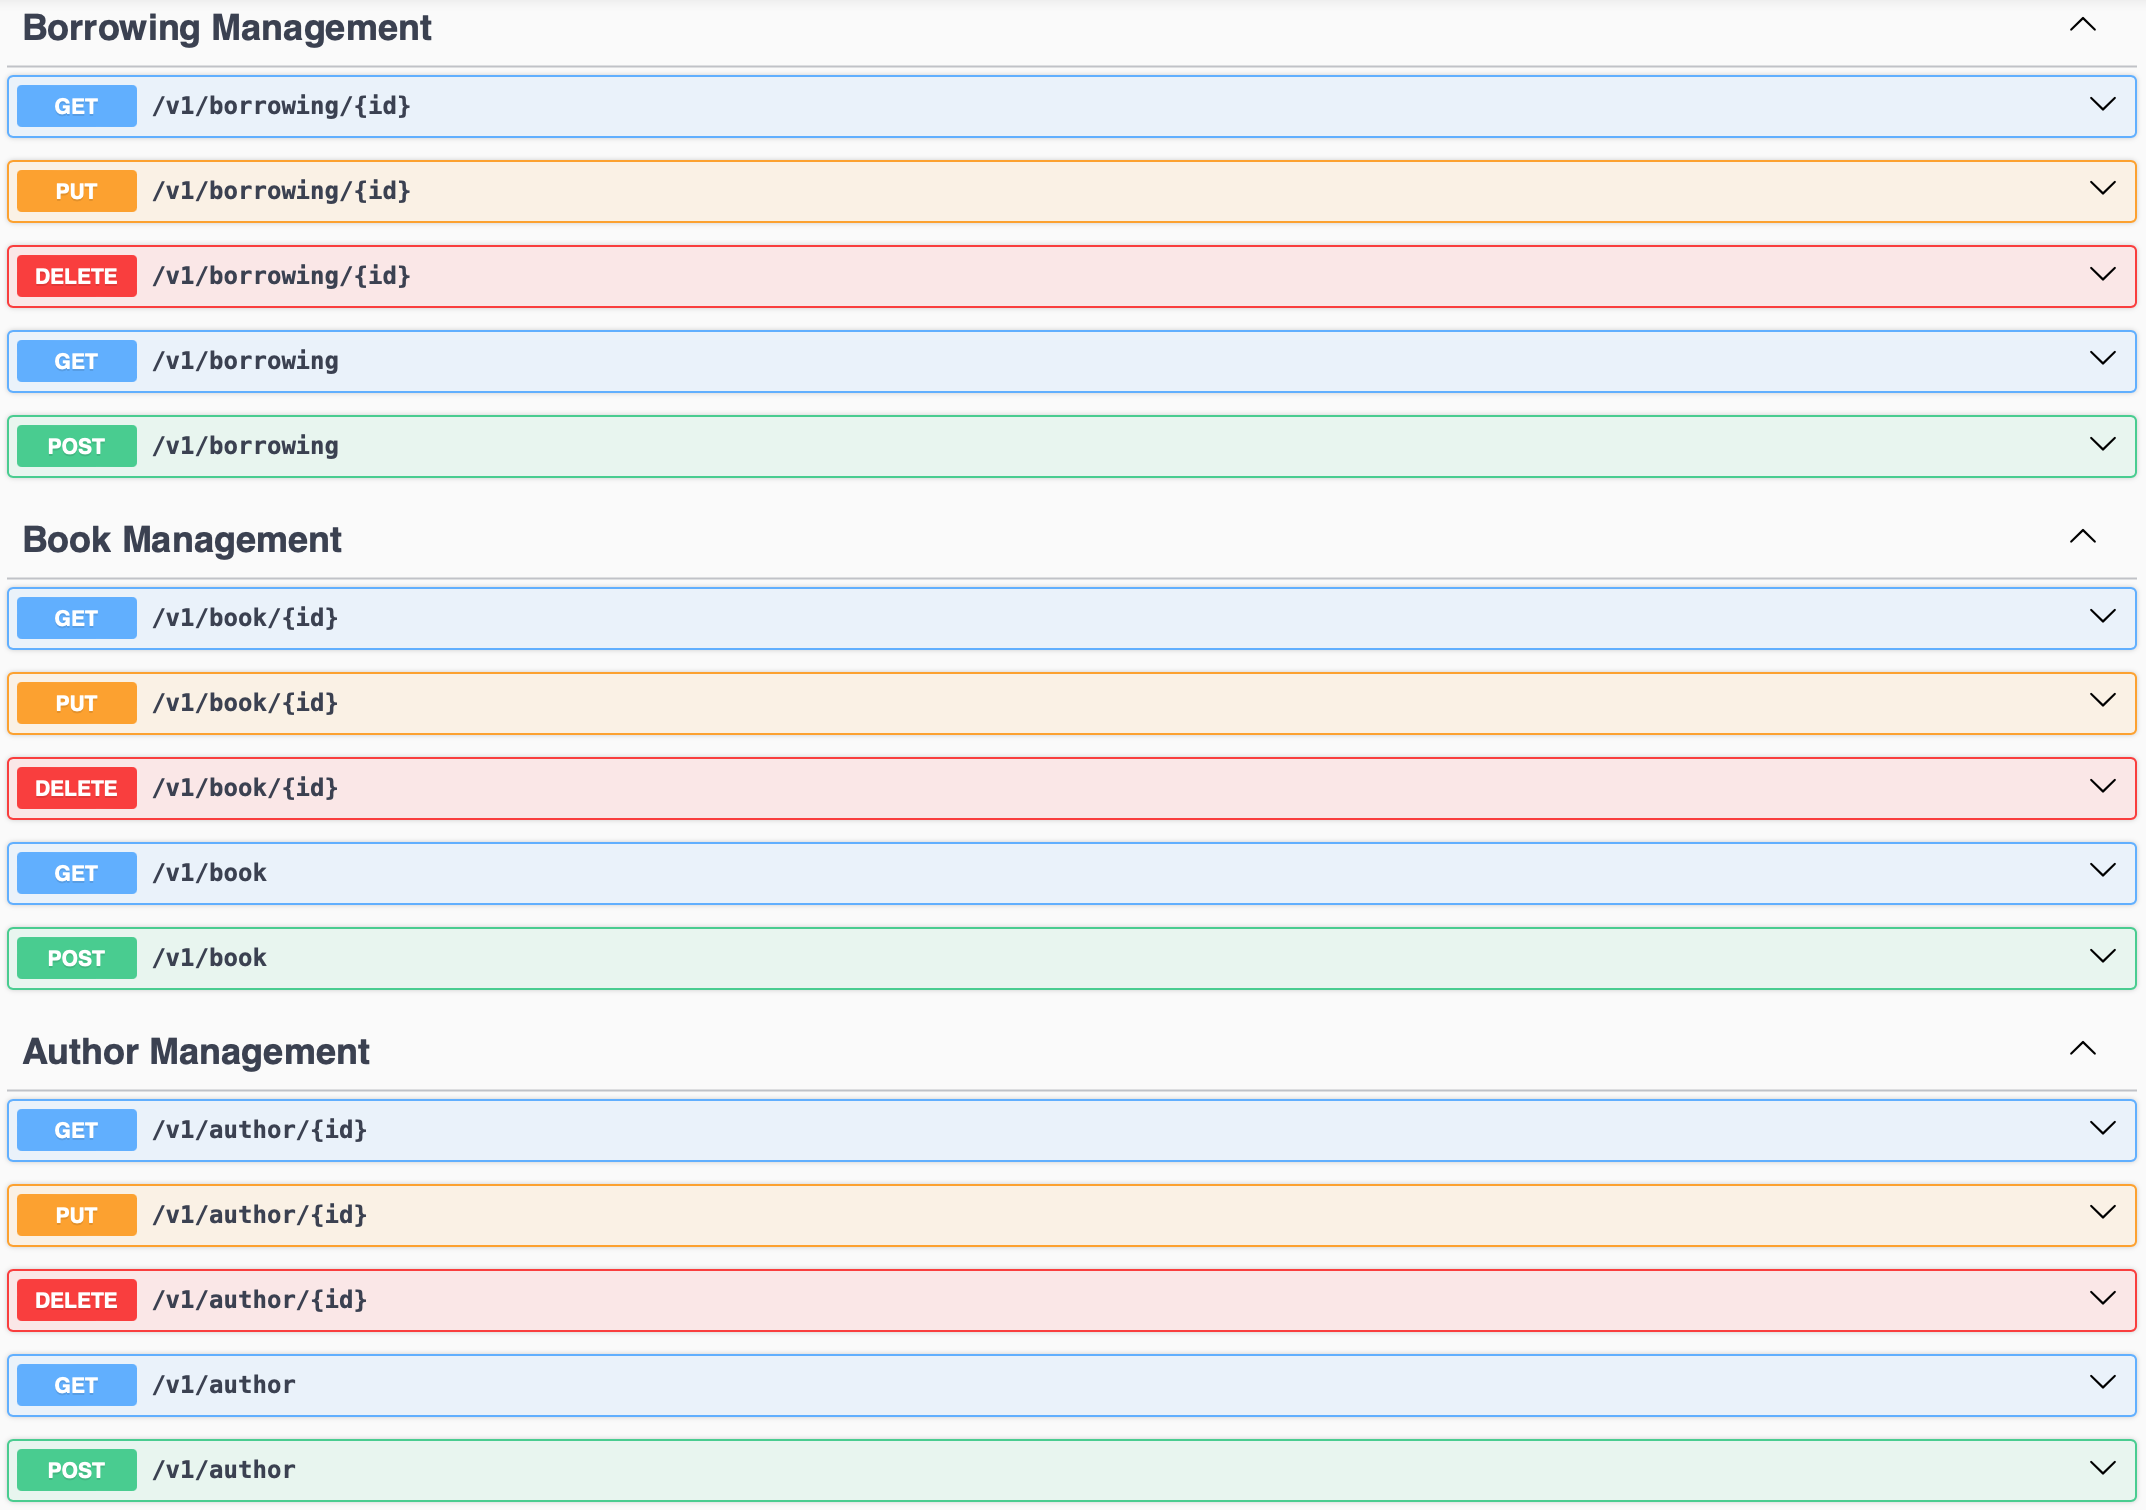 Borrowing Management
GET /v1/borrowing/{id}
PUT /v1/borrowing/{id}
DELETE /v1/borrowing/{id}
GET /v1/borrowing
POST /v1/borrowing
Book Management
GET /v1/book/{id}
PUT /v1/book/{id}
DELETE /v1/book/{id}
GET /v1/book
POST /v1/book
Author Management
GET /v1/author/{id}
PUT /v1/author/{id}
DELETE /v1/author/{id}
GET /v1/author
POST /v1/author